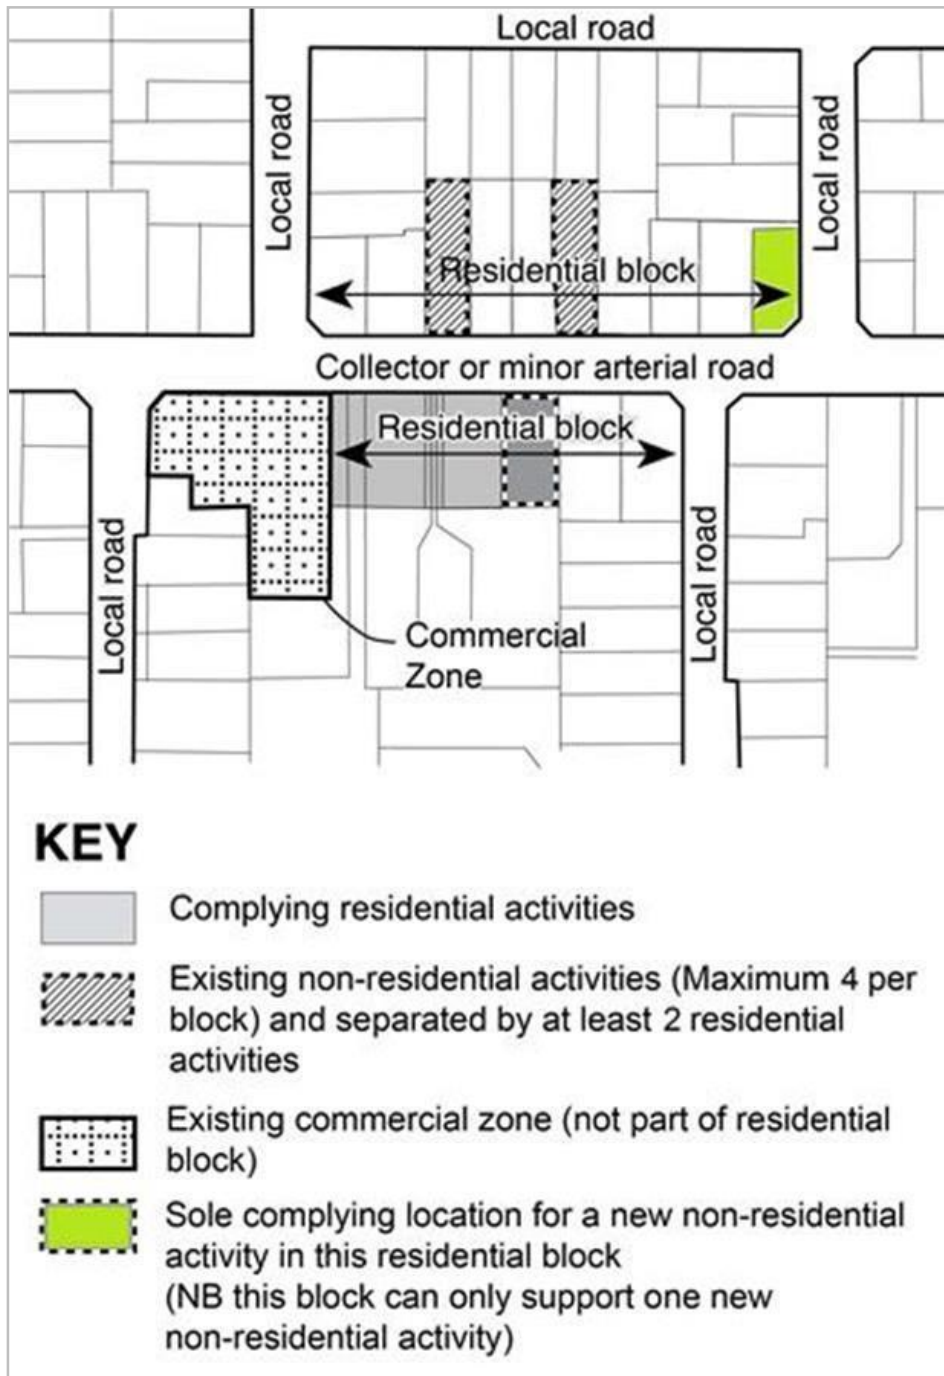 Local road
Local road
Local road
Residential block
Collector or minor arterial road
Residential block
Local road
Local road
Commercial
Zone
KEY
Complying residential activities
Existing non-residential activities (Maximum 4 per
block) and separated by at least 2 residential
activities
Existing commercial zone (not part of residential
block)
Sole complying location for a new non-residential
activity in this residential block
(NB this block can only support one new
non-residential activity)